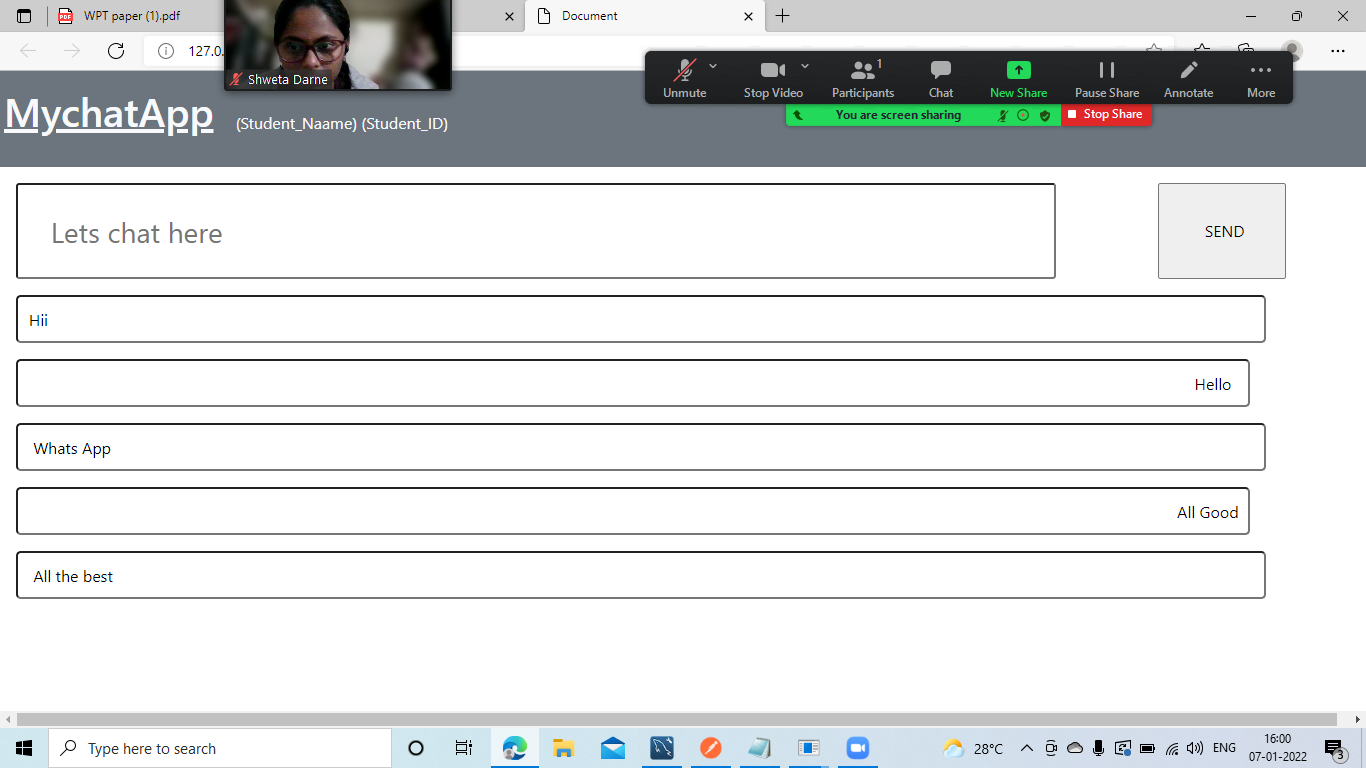 WPT paper (1).pdf
Document
127.0.
Shweta Darne
Unmute
Stop Video
1
Participants
Chat
New Share
Pause Share
Annotate
More
You are screen sharing
Stop Share
MychatApp
(Student_Naame) (Student_ID)
Lets chat here
SEND
Hii
Hello
Whats App
All Good
All the best
Type here to search
28°C
ENG
16:00
07-01-2022
3